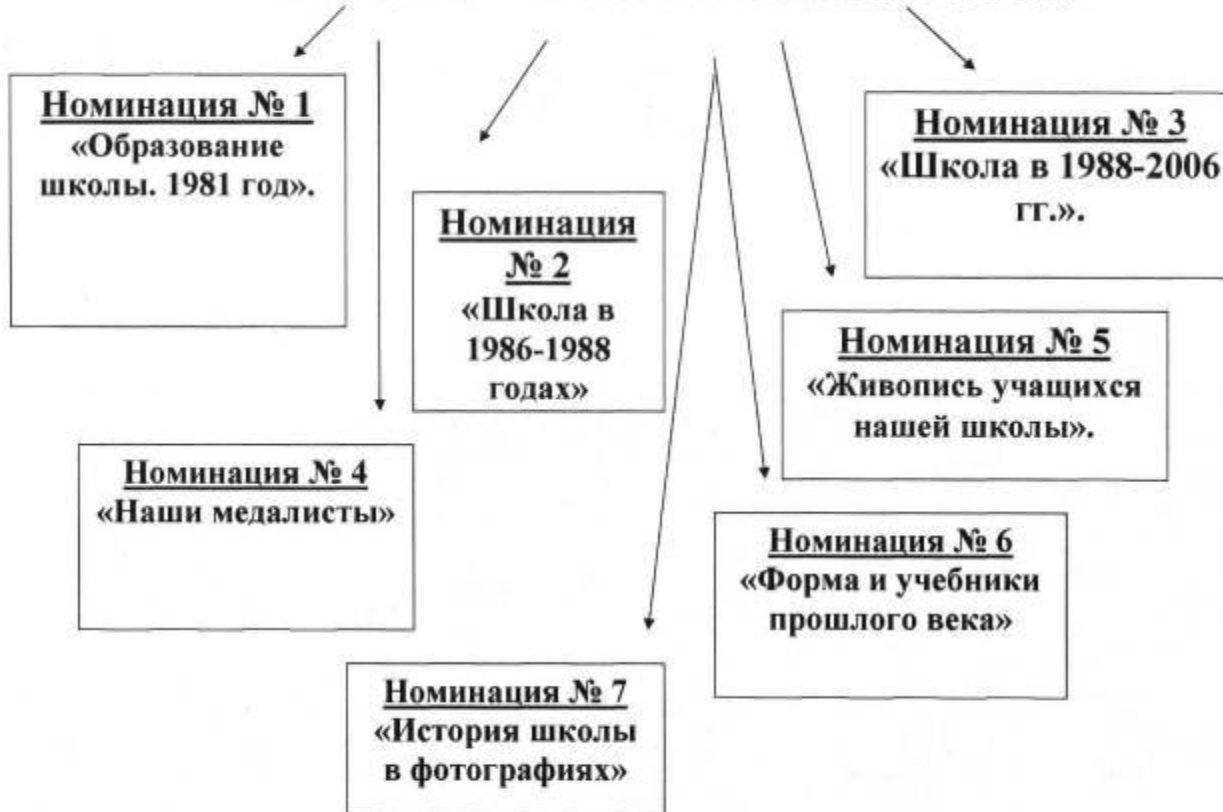 Номинация № 1
«Образование
школы. 1981 год».
Номинация
№ 2
«Школа в
1986-1988
годах»
Номинация № 3
«Школа в 1988-2006
гг.».
Номинация № 4
«Наши медалисты»
Номинация № 5
«Живопись учащихся
нашей школы».
Номинация № 6
«Форма и учебники
прошлого века»
Номинация № 7
«История школы
в фотографиях»